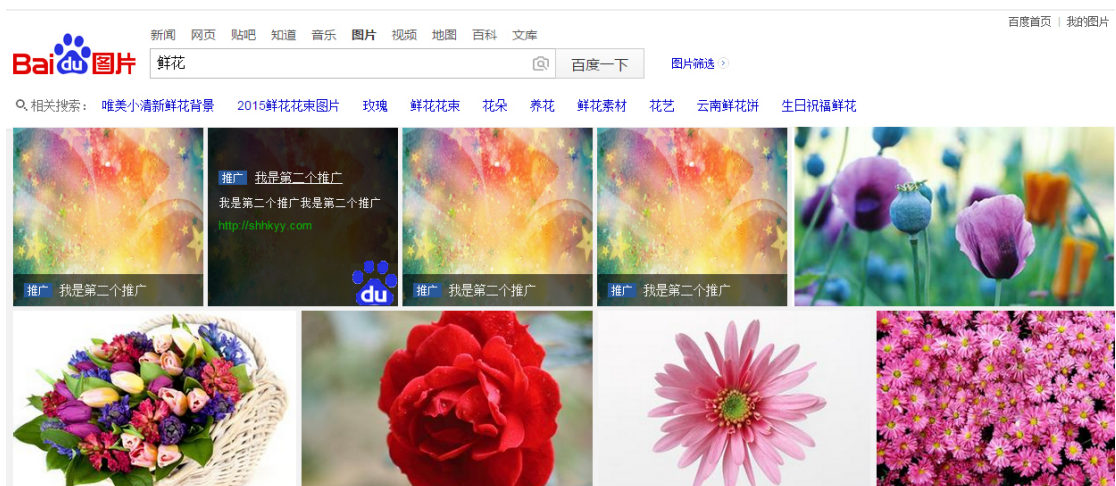 百度首页 | 我的图片
新闻 网页 贴吧 知道 音乐 图片 视频 地图 百科 文库
Bai du 图片
鲜花 百度一下 图片筛选
相关搜索： 唯美小清新鲜花背景 2015鲜花花束图片 玫瑰 鲜花花束 花朵 养花 鲜花素材 花艺 云南鲜花饼 生日祝福鲜花
推广 我是第二个推广
我是第二个推广我是第二个推广
http://shhkyy.com
du
推广 我是第二个推广
推广 我是第二个推广
推广 我是第二个推广